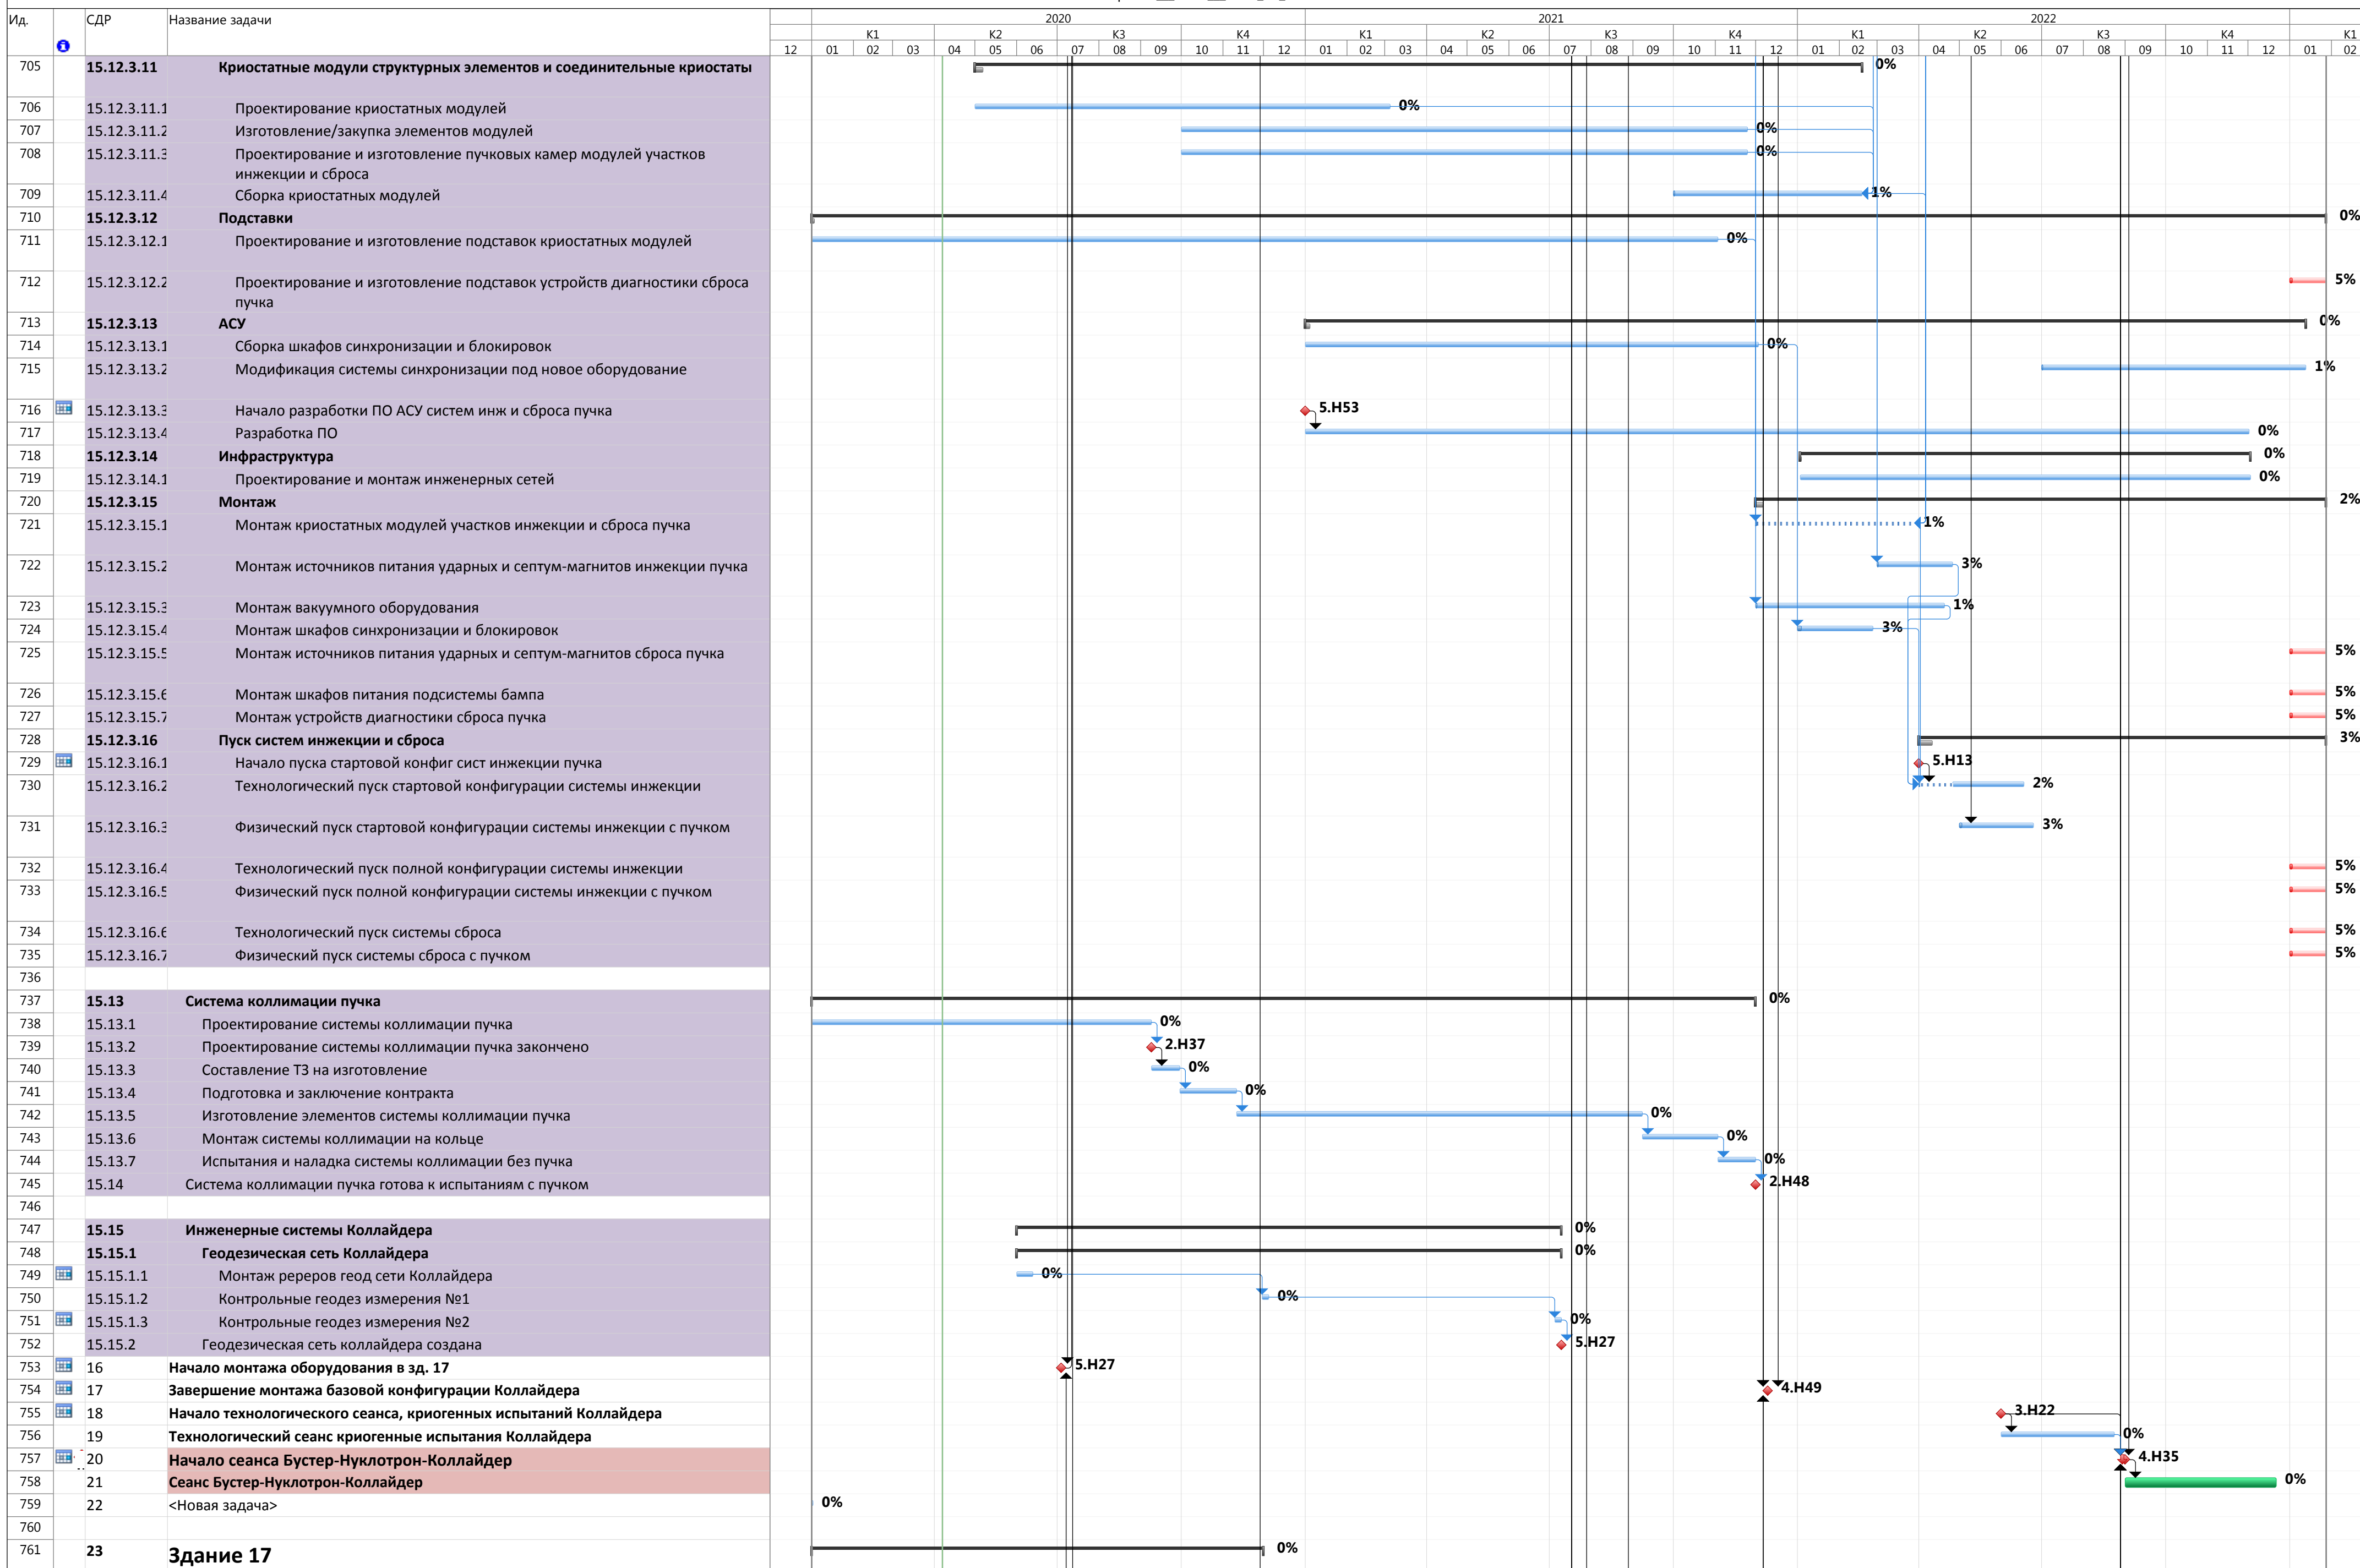 Ид. СДР Название задачи
2020 2021 2022
К1 К2 К3 К4 К1 К2 К3 К4 К1 К2 К3 К4 К1
12 01 02 03 04 05 06 07 08 09 10 11 12 01 02 03 04 05 06 07 08 09 10 11 12 01 02 03 04 05 06 07 08 09 10 11 12 01 02
705 15.12.3.11 Криостатные модули структурных элементов и соединительные криостаты 0%
706 15.12.3.11.1 Проектирование криостатных модулей 0%
707 15.12.3.11.2 Изготовление/закупка элементов модулей 0%
708 15.12.3.11.3 Проектирование и изготовление пучковых камер модулей участков 0%
инжекции и сброса
709 15.12.3.11.4 Сборка криостатных модулей 1%
710 15.12.3.12 Подставки 0%
711 15.12.3.12.1 Проектирование и изготовление подставок криостатных модулей 0%
712 15.12.3.12.2 Проектирование и изготовление подставок устройств диагностики сброса 5%
пучка
713 15.12.3.13 АСУ 0%
714 15.12.3.13.1 Сборка шкафов синхронизации и блокировок 0%
715 15.12.3.13.2 Модификация системы синхронизации под новое оборудование 1%
716 15.12.3.13.3 Начало разработки ПО АСУ систем инж и сброса пучка 5.Н53
717 15.12.3.13.4 Разработка ПО 0%
718 15.12.3.14 Инфраструктура 0%
719 15.12.3.14.1 Проектирование и монтаж инженерных сетей 0%
720 15.12.3.15 Монтаж 2%
721 15.12.3.15.1 Монтаж криостатных модулей участков инжекции и сброса пучка 1%
722 15.12.3.15.2 Монтаж источников питания ударных и септум-магнитов инжекции пучка 3%
723 15.12.3.15.3 Монтаж вакуумного оборудования 1%
724 15.12.3.15.4 Монтаж шкафов синхронизации и блокировок 3%
725 15.12.3.15.5 Монтаж источников питания ударных и септум-магнитов сброса пучка 5%
726 15.12.3.15.6 Монтаж шкафов питания подсистемы бампа 5%
727 15.12.3.15.7 Монтаж устройств диагностики сброса пучка 5%
728 15.12.3.16 Пуск систем инжекции и сброса 3%
729 15.12.3.16.1 Начало пуска стартовой конфиг сист инжекции пучка 5.Н13
730 15.12.3.16.2 Технологический пуск стартовой конфигурации системы инжекции 2%
731 15.12.3.16.3 Физический пуск стартовой конфигурации системы инжекции с пучком 3%
732 15.12.3.16.4 Технологический пуск полной конфигурации системы инжекции 5%
733 15.12.3.16.5 Физический пуск полной конфигурации системы инжекции с пучком 5%
734 15.12.3.16.6 Технологический пуск системы сброса 5%
735 15.12.3.16.7 Физический пуск системы сброса с пучком 5%
736
737 15.13 Система коллимации пучка 0%
738 15.13.1 Проектирование системы коллимации пучка 0%
739 15.13.2 Проектирование системы коллимации пучка закончено 2.Н37
740 15.13.3 Составление ТЗ на изготовление 0%
741 15.13.4 Подготовка и заключение контракта 0%
742 15.13.5 Изготовление элементов системы коллимации пучка 0%
743 15.13.6 Монтаж системы коллимации на кольце 0%
744 15.13.7 Испытания и наладка системы коллимации без пучка 0%
745 15.14 Система коллимации пучка готова к испытаниям с пучком 2.Н48
746
747 15.15 Инженерные системы Коллайдера 0%
748 15.15.1 Геодезическая сеть Коллайдера 0%
749 15.15.1.1 Монтаж ререров геод сети Коллайдера 0%
750 15.15.1.2 Контрольные геодез измерения №1 0%
751 15.15.1.3 Контрольные геодез измерения №2 0%
752 15.15.2 Геодезическая сеть коллайдера создана 5.Н27
753 16 Начало монтажа оборудования в зд. 17 5.Н27
754 17 Завершение монтажа базовой конфигурации Коллайдера 4.Н49
755 18 Начало технологического сеанса, криогенных испытаний Коллайдера 3.Н22
756 19 Технологический сеанс криогенные испытания Коллайдера 0%
757 20 Начало сеанса Бустер-Нуклотрон-Коллайдер 4.Н35
758 21 Сеанс Бустер-Нуклотрон-Коллайдер 0%
759 22 <Новая задача> 0%
760
761 23 Здание 17 0%